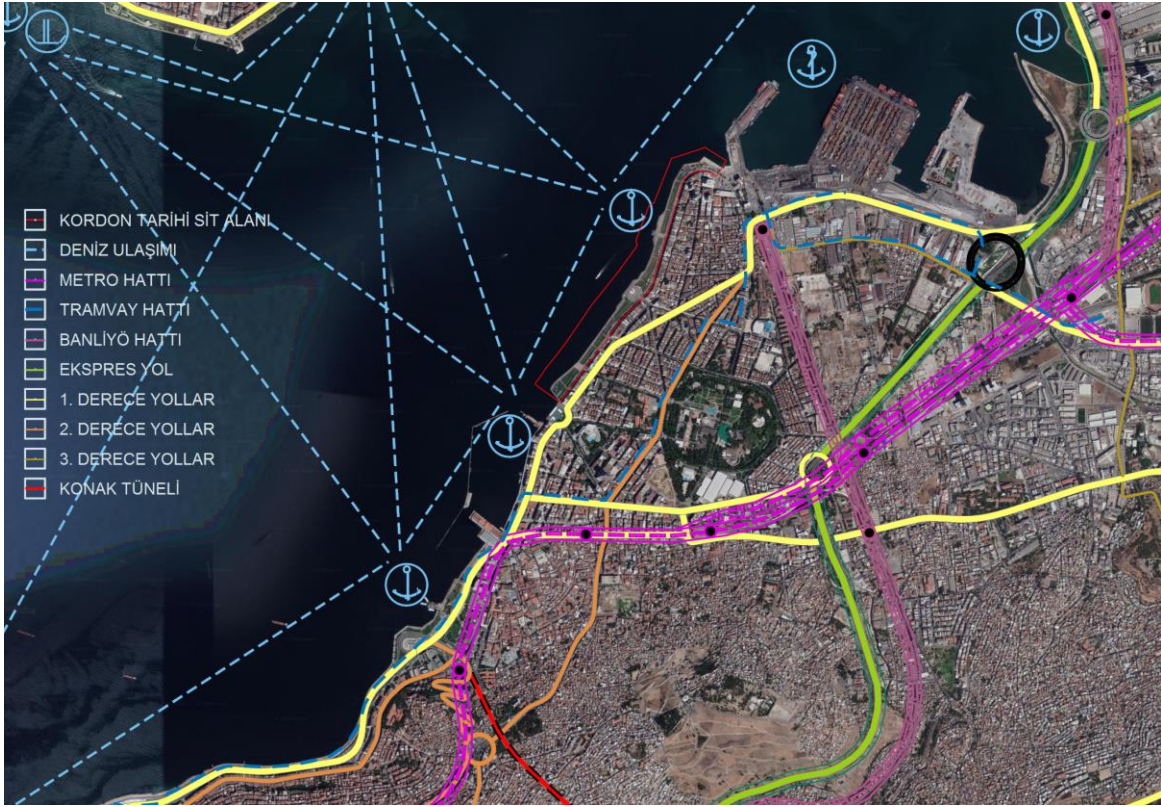 KORDON TARİHİ SİT ALANI
DENİZ ULAŞIMI
METRO HATTI
TRAMVAY HATTI
BANLİYÖ HATTI
EKSPRES YOL
1. DERECE YOLLAR
2. DERECE YOLLAR
3. DERECE YOLLAR
KONAK TÜNELİ